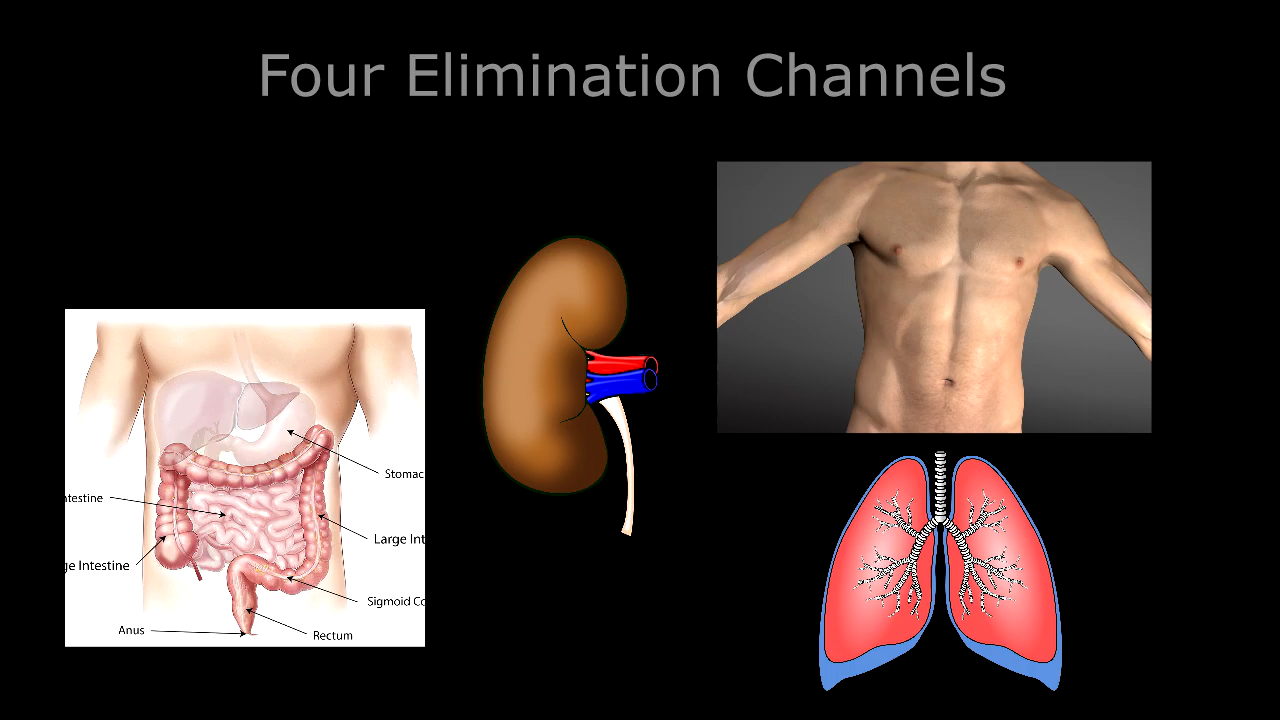 Four Elimination Channels
Stomac
ntestine
Large Int
ge Intestine
Sigmoid Co
Anus
Rectum